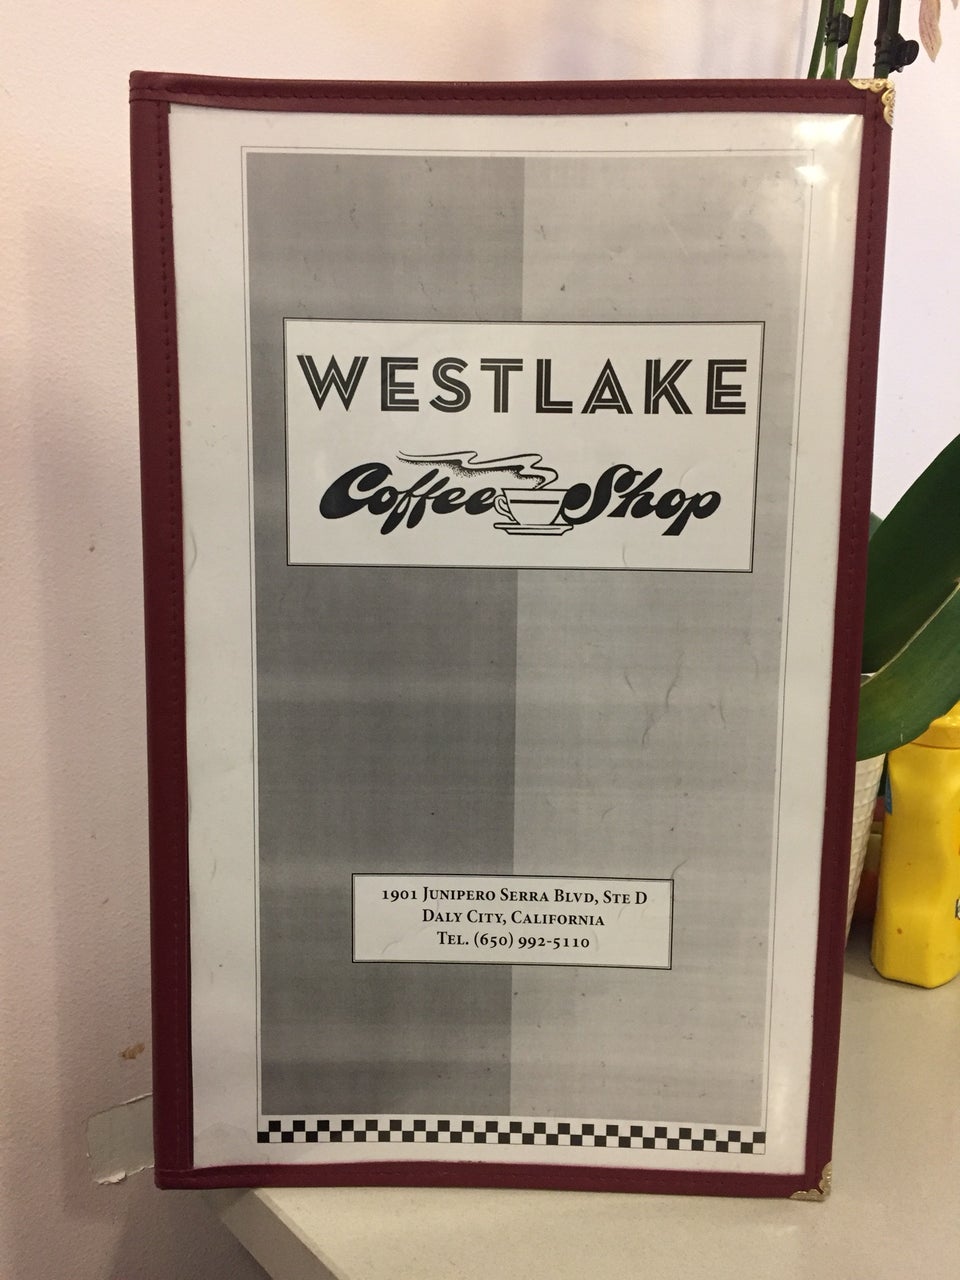 WESTLAKE
Coffee Shop
1901 Junipero Serra Blvd, Ste D
Daly City, California
Tel. (650) 992-5110